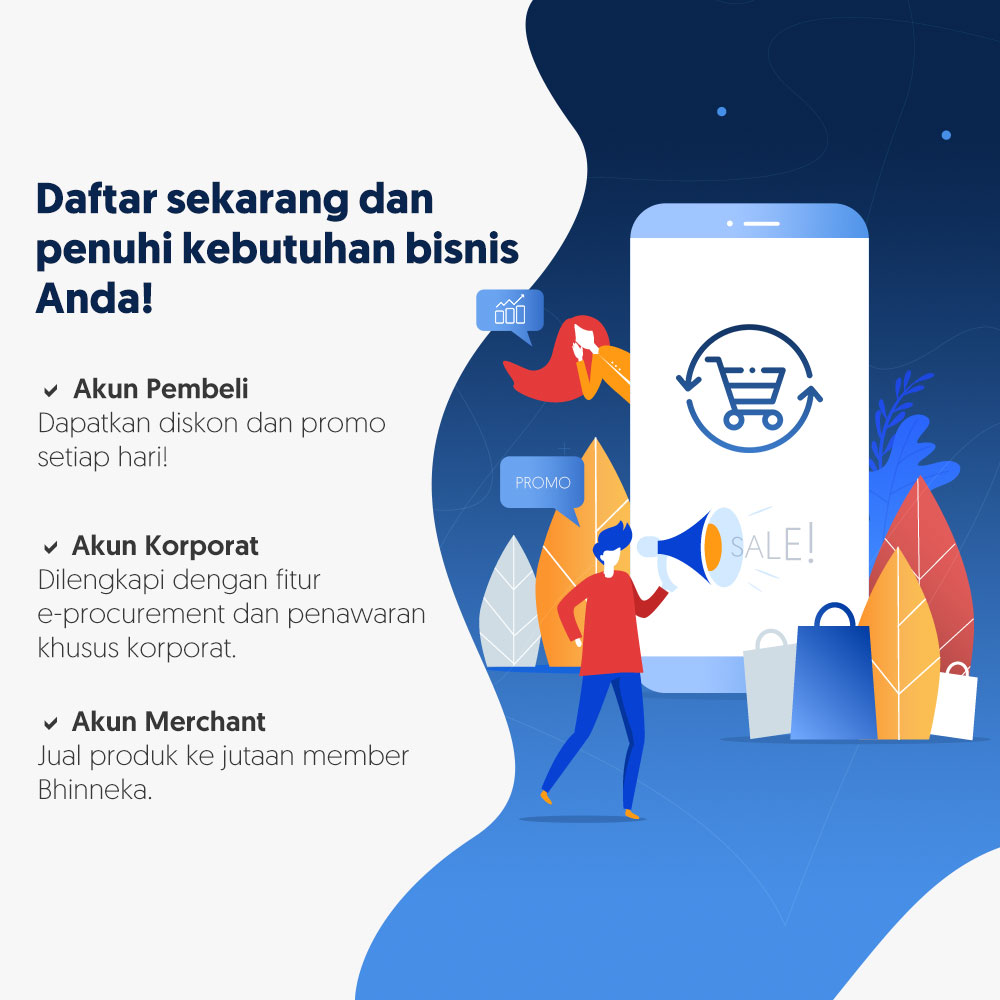 Daftar sekarang dan
penuhi kebutuhan bisnis
Anda!
Akun Pembeli
Dapatkan diskon dan promo
setiap hari!
Akun Korporat
Dilengkapi dengan fitur
e-procurement dan penawaran
khusus korporat.
Akun Merchant
Jual produk ke jutaan member
Bhinneka.
PROMO
SALE!